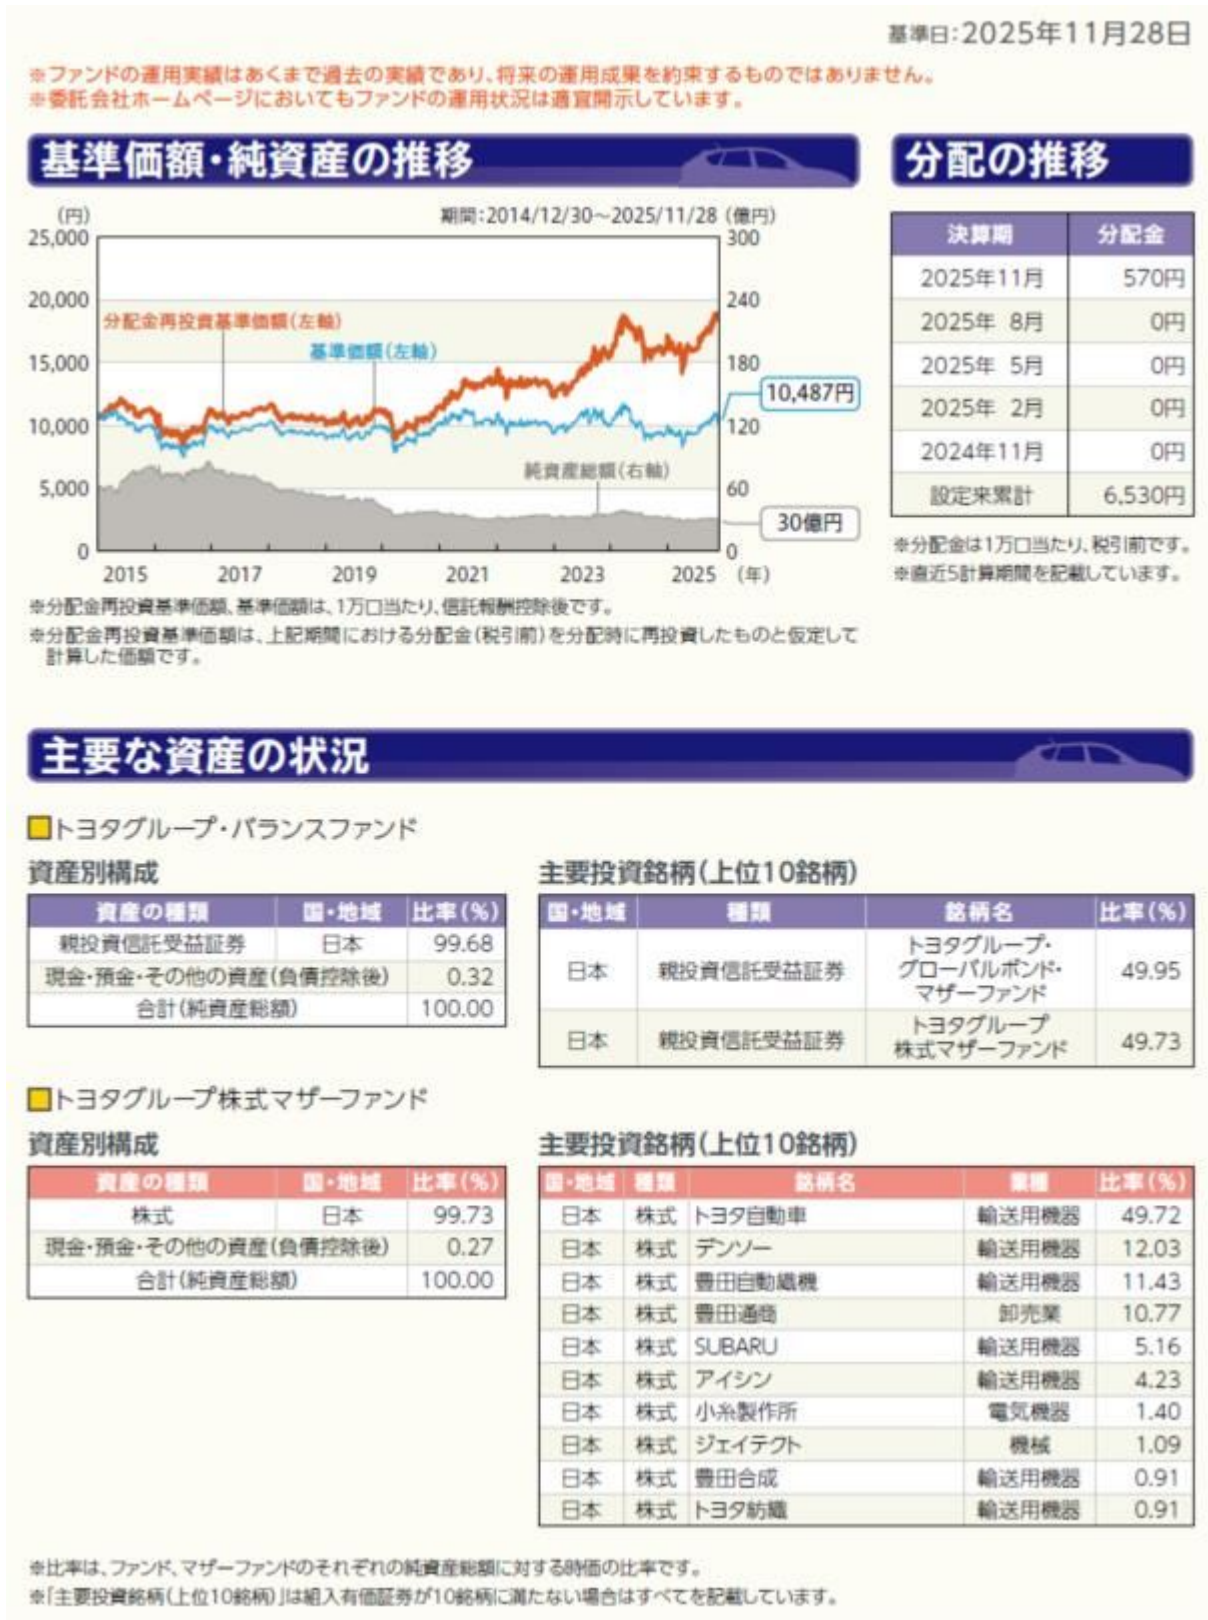 基準日：2025年11月28日
※ファンドの運用実績はあくまで過去の実績であり、将来の運用成果を約束するものではありません。
※委託会社ホームページにおいてもファンドの運用状況は適宜開示しています。
基準価額・純資産の推移
(円) 期間：2014/12/30～2025/11/28 (億円)
25,000 300
20,000 240
分配金再投資基準価額(左軸)
基準価額(左軸)
15,000 180
10,487円
10,000 120
純資産総額(右軸)
5,000 60
30億円
0 0
2015 2017 2019 2021 2023 2025 (年)
※分配金再投資基準価額、基準価額は、1万口当たり、信託報酬控除後です。
※分配金再投資基準価額は、上記期間における分配金(税引前)を分配時に再投資したものと仮定して
計算した価額です。
分配の推移
決算期 分配金
2025年11月 570円
2025年 8月 0円
2025年 5月 0円
2025年 2月 0円
2024年11月 0円
設定来累計 6,530円
※分配金は1万口当たり、税引前です。
※直近5計算期間を記載しています。
主要な資産の状況
トヨタグループ・バランスファンド
資産別構成
資産の種類 国・地域 比率(%)
親投資信託受益証券 日本 99.68
現金・預金・その他の資産(負債控除後) 0.32
合計(純資産総額) 100.00
主要投資銘柄(上位10銘柄)
国・地域 種類 銘柄名 比率(%)
日本 親投資信託受益証券 トヨタグループ・
グローバルボンド・
マザーファンド 49.95
日本 親投資信託受益証券 トヨタグループ
株式マザーファンド 49.73
トヨタグループ株式マザーファンド
資産別構成
資産の種類 国・地域 比率(%)
株式 日本 99.73
現金・預金・その他の資産(負債控除後) 0.27
合計(純資産総額) 100.00
主要投資銘柄(上位10銘柄)
国・地域 種類 銘柄名 業種 比率(%)
日本 株式 トヨタ自動車 輸送用機器 49.72
日本 株式 デンソー 輸送用機器 12.03
日本 株式 豊田自動織機 輸送用機器 11.43
日本 株式 豊田通商 卸売業 10.77
日本 株式 SUBARU 輸送用機器 5.16
日本 株式 アイシン 輸送用機器 4.23
日本 株式 小糸製作所 電気機器 1.40
日本 株式 ジェイテクト 機械 1.09
日本 株式 豊田合成 輸送用機器 0.91
日本 株式 トヨタ紡織 輸送用機器 0.91
※比率は、ファンド、マザーファンドのそれぞれの純資産総額に対する時価の比率です。
※「主要投資銘柄(上位10銘柄)」は組入有価証券が10銘柄に満たない場合はすべてを記載しています。